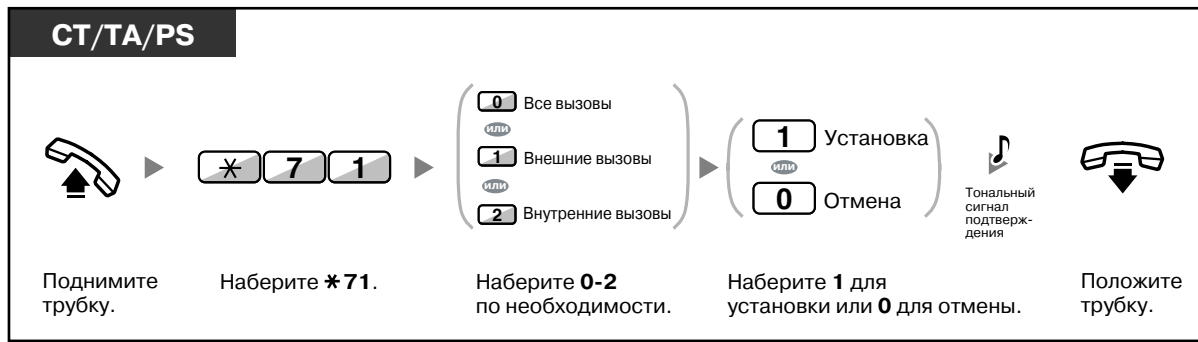 CT/TA/PS
0 Все вызовы
или
1 Внешние вызовы
или
2 Внутренние вызовы
* 7 1
1 Установка
или
0 Отмена
Тональный
сигнал
подтверж-
дения
Поднимите
трубку.
Наберите *71.
Наберите 0-2
по необходимости.
Наберите 1 для
установки или 0 для отмены.
Положите
трубку.